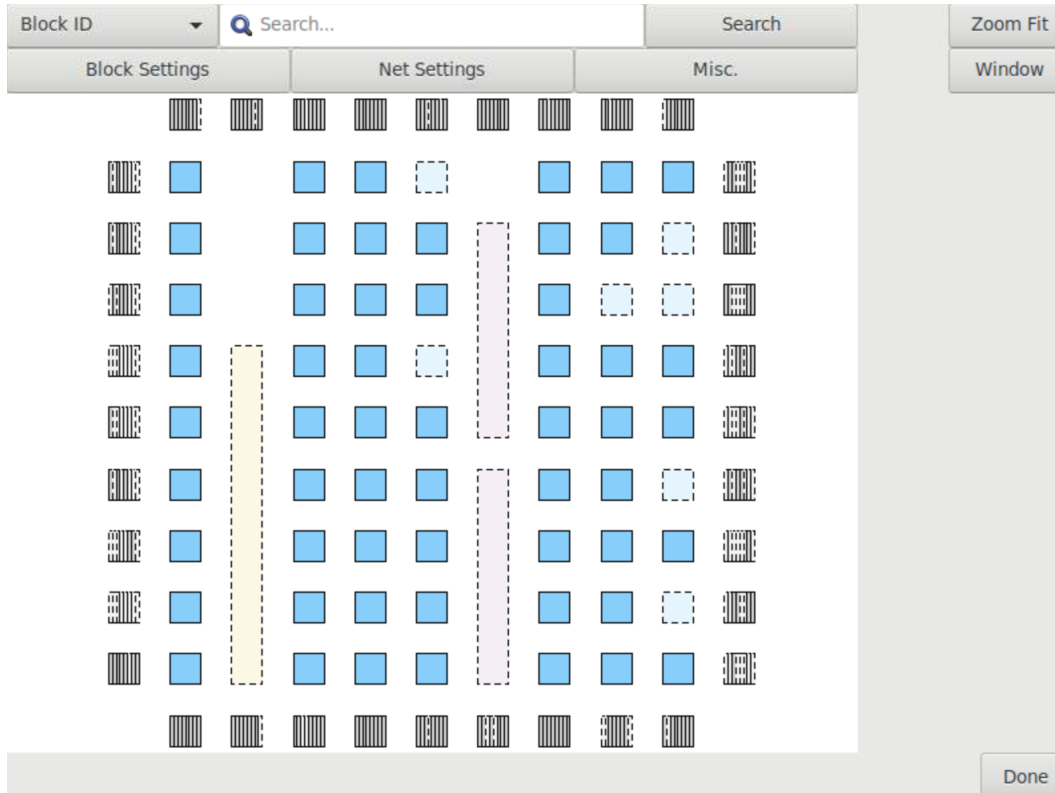 Block ID
Search...
Search
Zoom Fit
Block Settings
Net Settings
Misc.
Window
Done